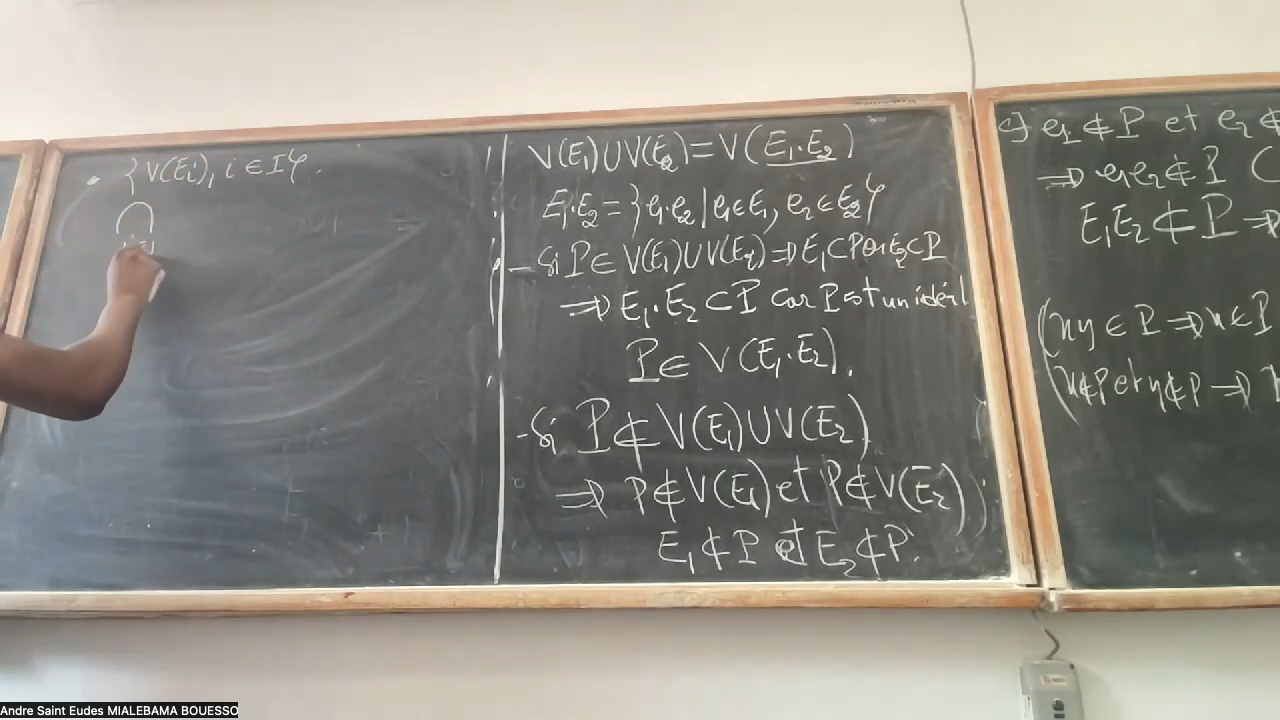 • {V(Ei), i ∈ I}.
∩
i∈I
V(E₁)∪V(E₂) = V(E₁·E₂)
E₁·E₂ = {e₁·e₂ | e₁∈E₁, e₂∈E₂}
- Si P ∈ V(E₁)∪V(E₂) ⇒ E₁⊂P ou E₂⊂P
⇒ E₁·E₂ ⊂ P car P est un idéal
P ∈ V(E₁·E₂).
- Si P ∉ V(E₁)∪V(E₂)
⇒ P∉V(E₁) et P∉V(E₂)
E₁⊄P et E₂⊄P.
e₁∉P et e₂∉
⇒ e₁e₂∉P (
E₁E₂ ⊄ P ⇒
(xy ∈ P ⇒ x∈P
(x∉P et y∉P ⇒
Andre Saint Eudes MIALEBAMA BOUESSO